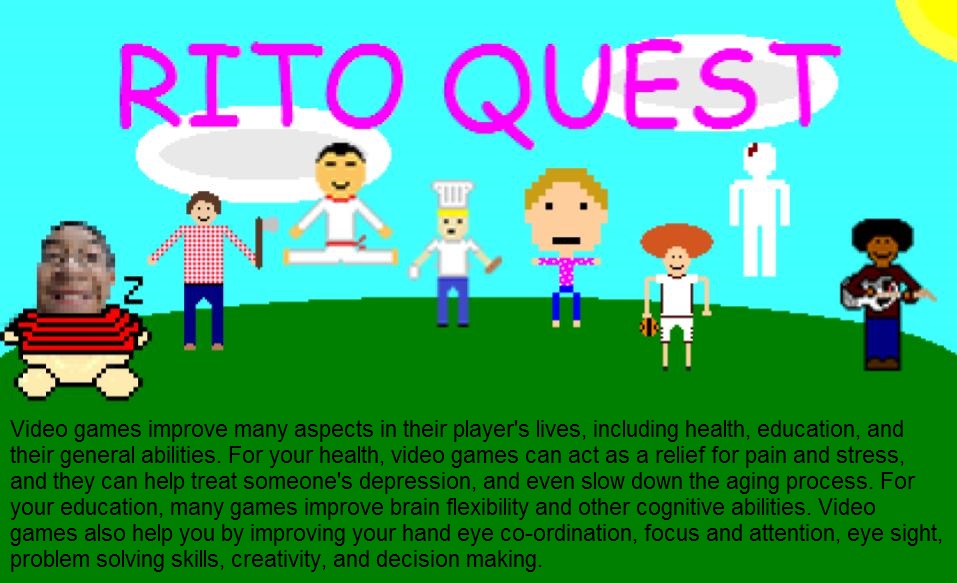 RITO QUEST
Z
Video games improve many aspects in their player's lives, including health, education, and
their general abilities. For your health, video games can act as a relief for pain and stress,
and they can help treat someone's depression, and even slow down the aging process. For
your education, many games improve brain flexibility and other cognitive abilities. Video
games also help you by improving your hand eye co-ordination, focus and attention, eye sight,
problem solving skills, creativity, and decision making.